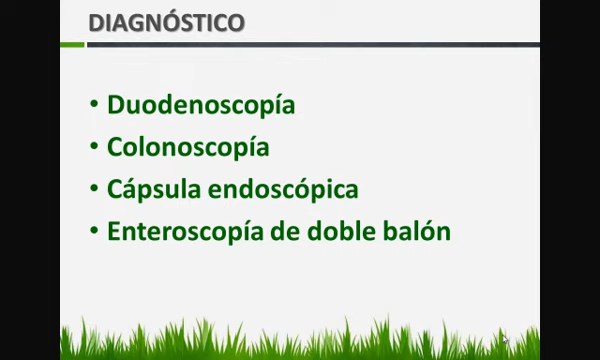 DIAGNÓSTICO
• Duodenoscopía
• Colonoscopía
• Cápsula endoscópica
• Enteroscopía de doble balón